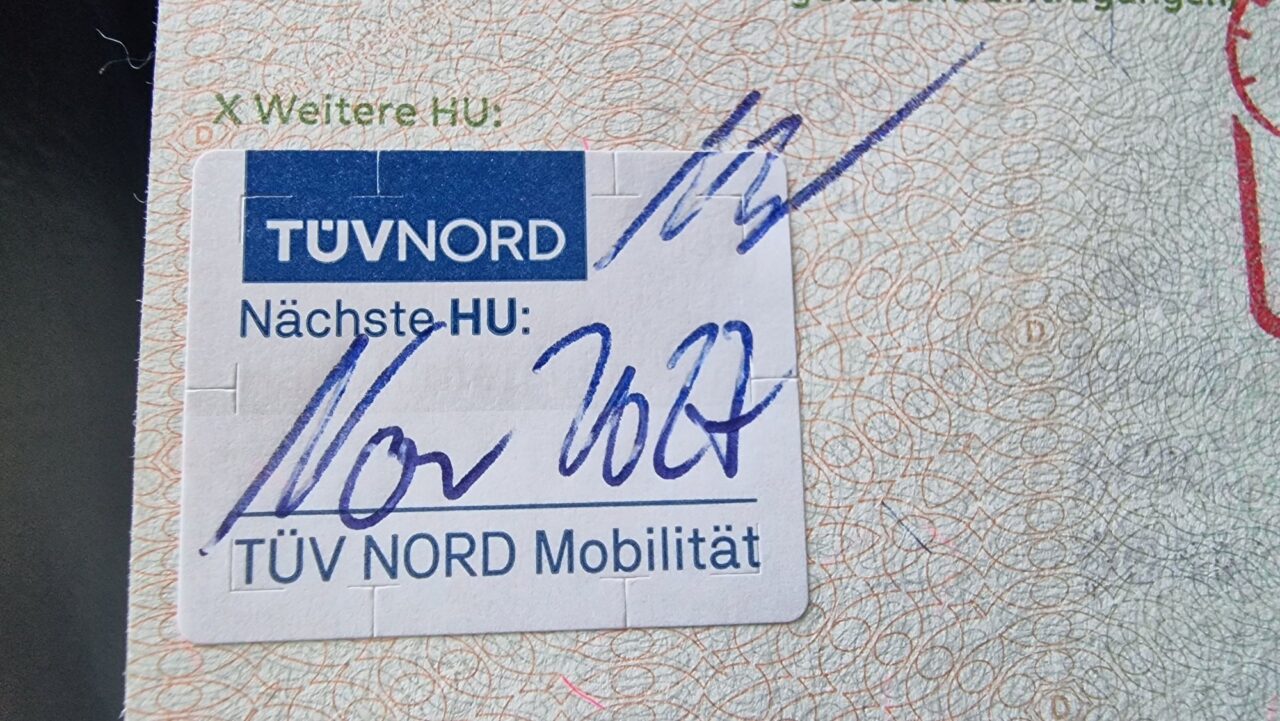 X Weitere HU:
TÜVNORD
Nächste HU:
Nov 2027
TÜV NORD Mobilität